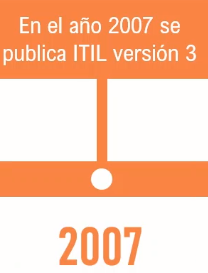 En el año 2007 se
publica ITIL versión 3
2007